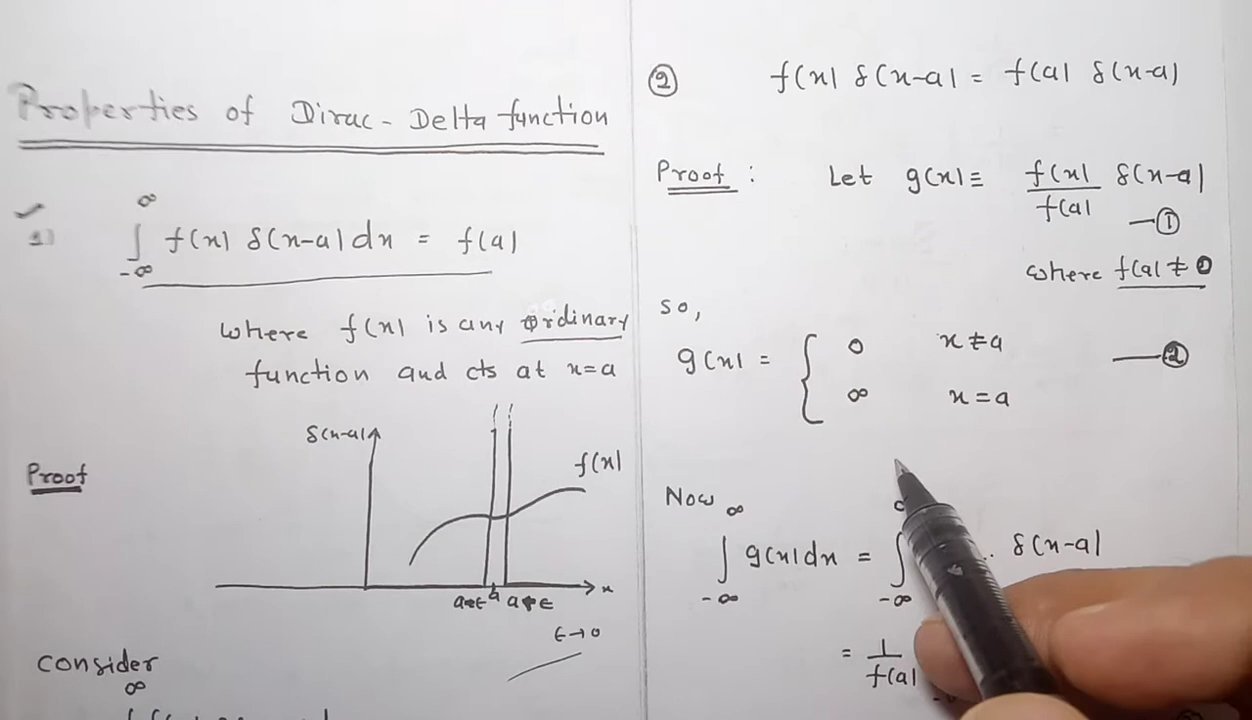 Properties of Dirac-Delta function
1)
∞
∫ f(x) δ(x-a) dx = f(a)
-∞
where f(x) is any ordinary
function and cts at x=a
Proof
δ(x-a)
f(x)
a-ϵ a a+ϵ
x
ϵ→0
consider
∞
②
f(x) δ(x-a) = f(a) δ(x-a)
Proof : Let g(x) ≡ f(x)/f(a) δ(x-a)
—①
where f(a) ≠ 0
so,
g(x) = { 0 x≠a
∞ x=a
—②
Now
∞
∫ g(x) dx = ∫ δ(x-a)
-∞ -∞
= 1/f(a)